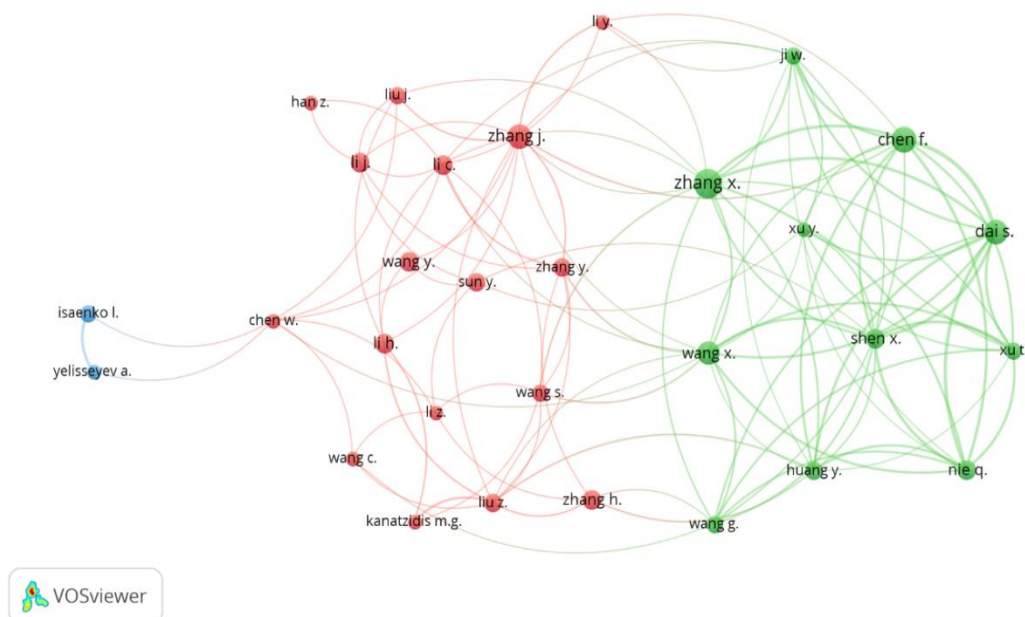 li y.
ji w.
liu j.
han z.
zhang j.
chen f.
li j.
li c.
zhang x.
xu y.
dai s.
wang y.
zhang y.
sun y.
isaenko l.
chen w.
li h.
shen x.
wang x.
xu t
yelisseyev a.
wang s.
li z.
wang c.
huang y.
nie q.
liu z.
zhang h.
kanatzidis m.g.
wang g.
VOSviewer